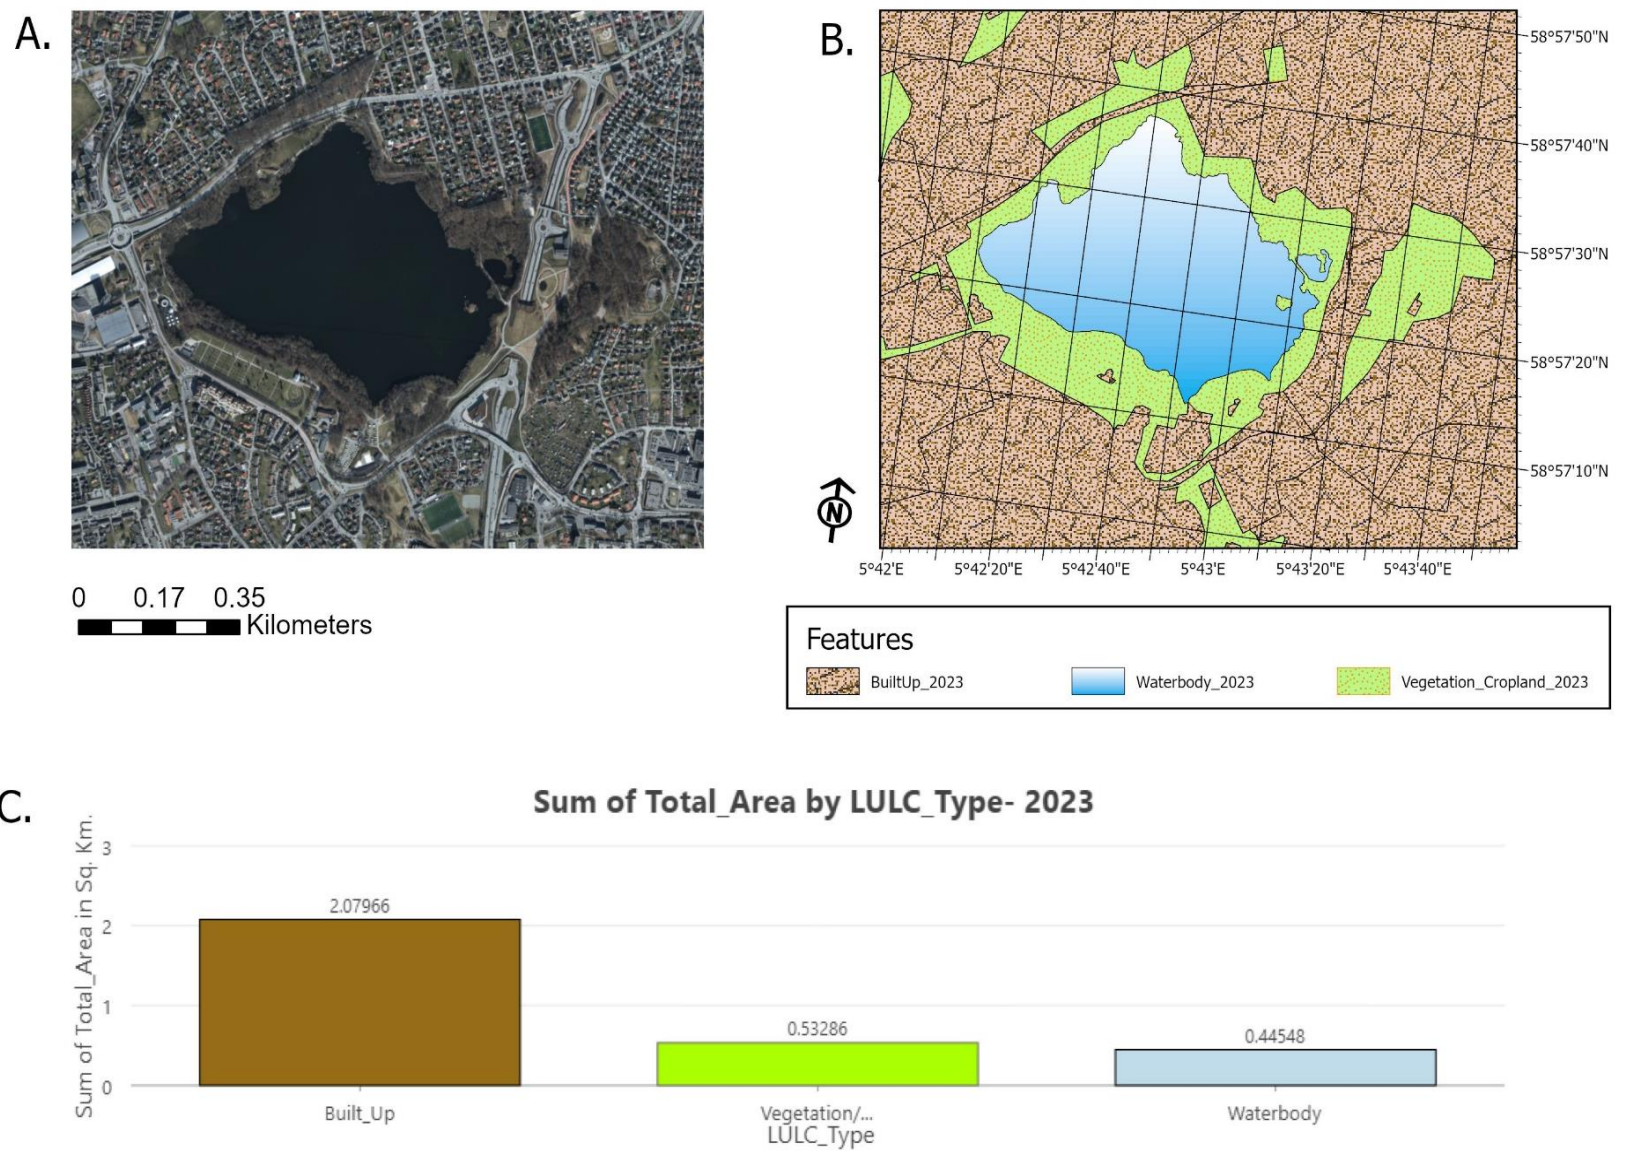 A.
B.
58°57'50"N
58°57'40"N
58°57'30"N
58°57'20"N
58°57'10"N
N
5°42'E 5°42'20"E 5°42'40"E 5°43'E 5°43'20"E 5°43'40"E
0 0.17 0.35
Kilometers
Features
BuiltUp_2023 Waterbody_2023 Vegetation_Cropland_2023
C.
Sum of Total_Area by LULC_Type- 2023
Sum of Total_Area in Sq. Km.
3
2
1
0
2.07966
0.53286
0.44548
Built_Up Vegetation/... Waterbody
LULC_Type